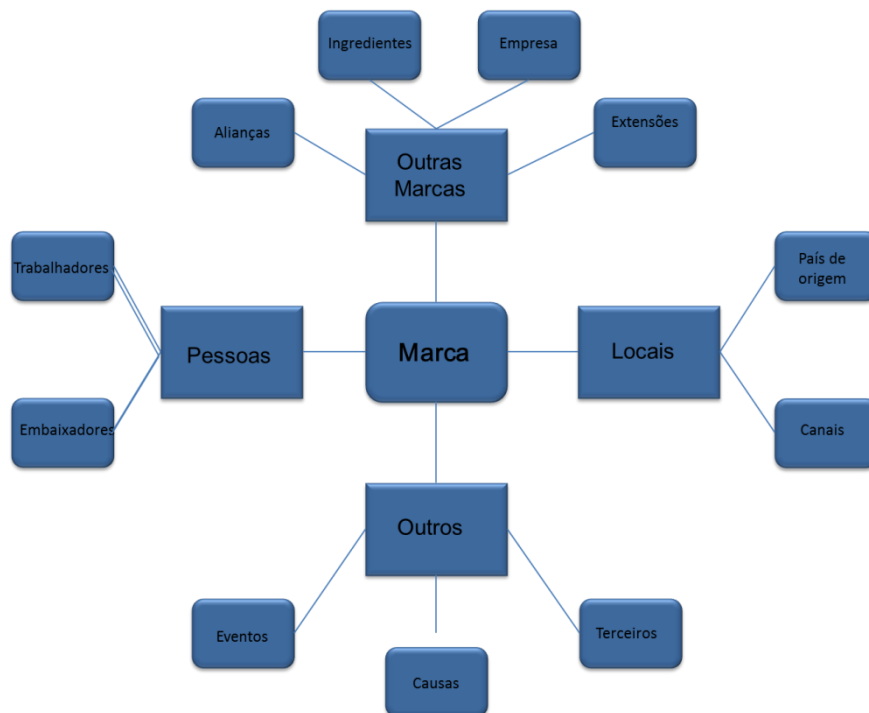 Ingredientes
Empresa
Alianças
Extensões
Outras
Marcas
Trabalhadores
País de
origem
Pessoas
Marca
Locais
Embaixadores
Canais
Outros
Eventos
Terceiros
Causas